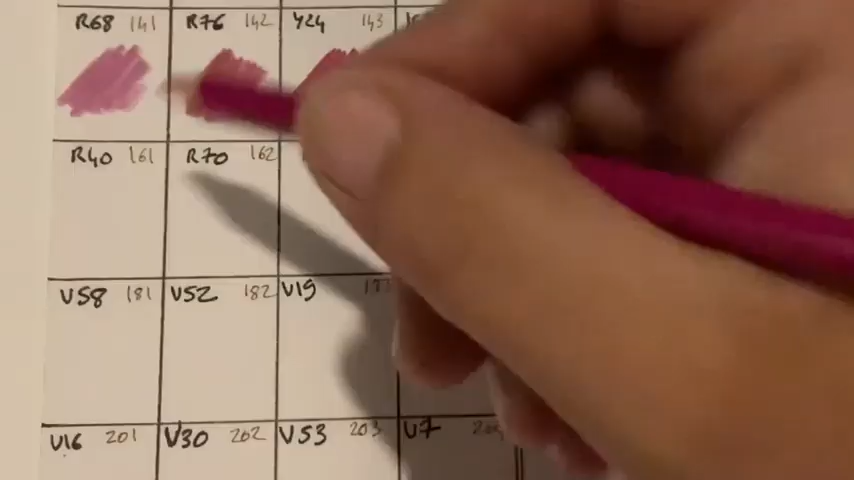 R68 141 R76 142 Y24 143
R40 161 R70 162
V58 181 V52 182 V19
V16 201 V30 202 V53 203 V7